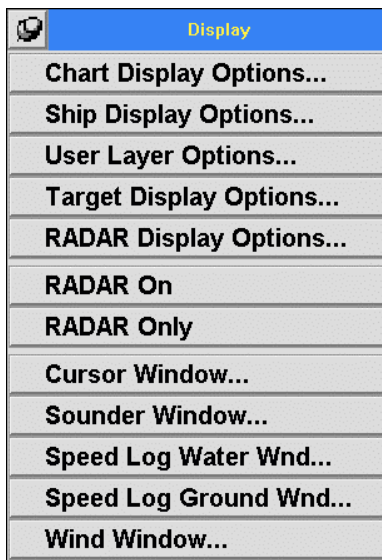 Display
Chart Display Options...
Ship Display Options...
User Layer Options...
Target Display Options...
RADAR Display Options...
RADAR On
RADAR Only
Cursor Window...
Sounder Window...
Speed Log Water Wnd...
Speed Log Ground Wnd...
Wind Window...